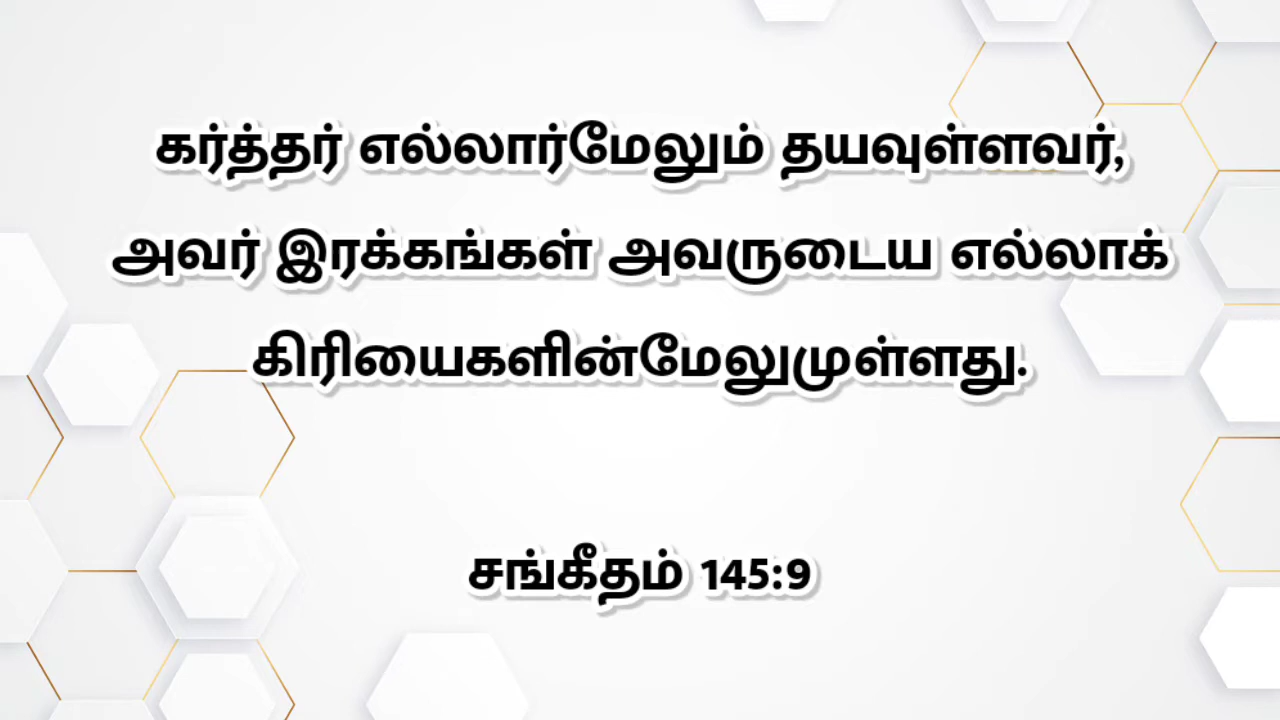 கர்த்தர் எல்லார்மேலும் தயவுள்ளவர்,
அவர் இரக்கங்கள் அவருடைய எல்லாக்
கிரியைகளின்மேலுமுள்ளது.
சங்கீதம் 145:9